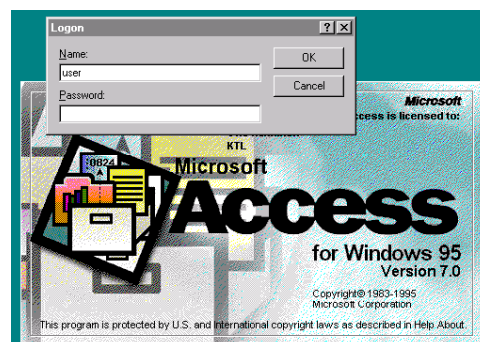 Logon
Name:
OK
user
Cancel
Password:
Microsoft
ccess is licensed to:
KTL
0824
Microsoft
Access
for Windows 95
Version 7.0
Copyright© 1983-1995
Microsoft Corporation
This program is protected by U.S. and International copyright laws as described in Help About.